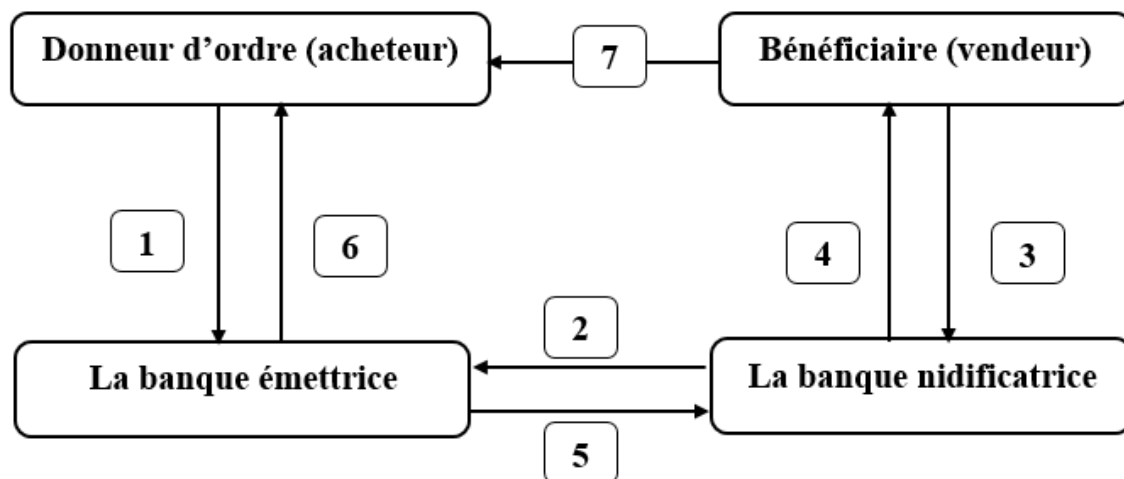 Donneur d’ordre (acheteur)
7
Bénéficiaire (vendeur)
1
6
4
3
2
La banque émettrice
La banque nidificatrice
5